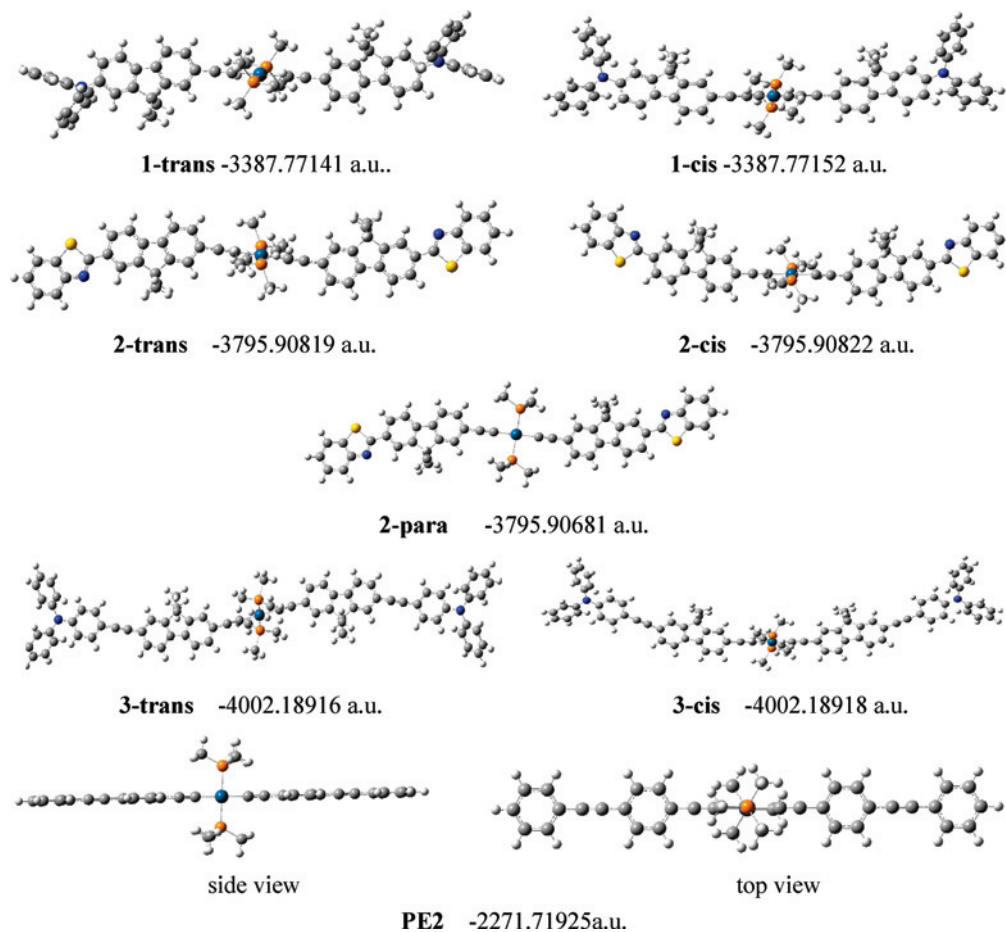 1-trans -3387.77141 a.u..
1-cis -3387.77152 a.u.
2-trans -3795.90819 a.u.
2-cis -3795.90822 a.u.
2-para -3795.90681 a.u.
3-trans -4002.18916 a.u.
3-cis -4002.18918 a.u.
side view
top view
PE2 -2271.71925a.u.